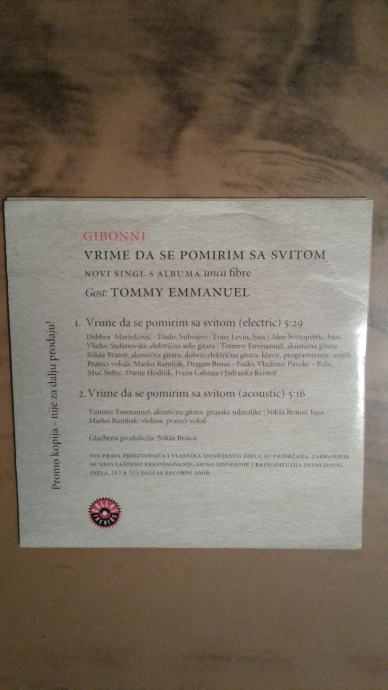 GIBONNI
VRIME DA SE POMIRIM SA SVITOM
NOVI SINGL S ALBUMA unca fibre
Gost: TOMMY EMMANUEL
1. Vrime da se pomirim sa svitom (electric) 5:29
Dalibor Marinković - Dado, bubnjevi | Tony Levin, bass | Alen Svetopetrić, bass
Vlatko Stefanovski, električna solo gitara | Tommy Emmanuel, akustična gitara
Nikša Bratoš, akustična gitara, dobro, električna gitara, klavir, programiranje, synth
Prateći vokali: Marko Ramljak, Dragan Brnas - Fudo, Vladimir Pavelić - Bubi,
Muc Softić, Darija Hodnik, Ivana Čabraja i Jadranka Krištof
2. Vrime da se pomirim sa svitom (acoustic) 5:16
Tommy Emmanuel, akustična gitara, gitarske udaraljke | Nikša Bratoš, bass
Marko Ramljak, violina, prateći vokal
Glazbena produkcija: Nikša Bratoš
SVA PRAVA PROIZVOĐAČA I VLASNIKA SNIMLJENOG DJELA SU PRIDRŽANA. ZABRANJUJE
SE NEOVLAŠTENO PRESNIMAVANJE, JAVNO IZVOĐENJE I RADIODIFUZIJA SNIMLJENOG
DJELA. (P) & (C) DALLAS RECORDS 2006.
Promo kopija - nije za dalju prodaju!